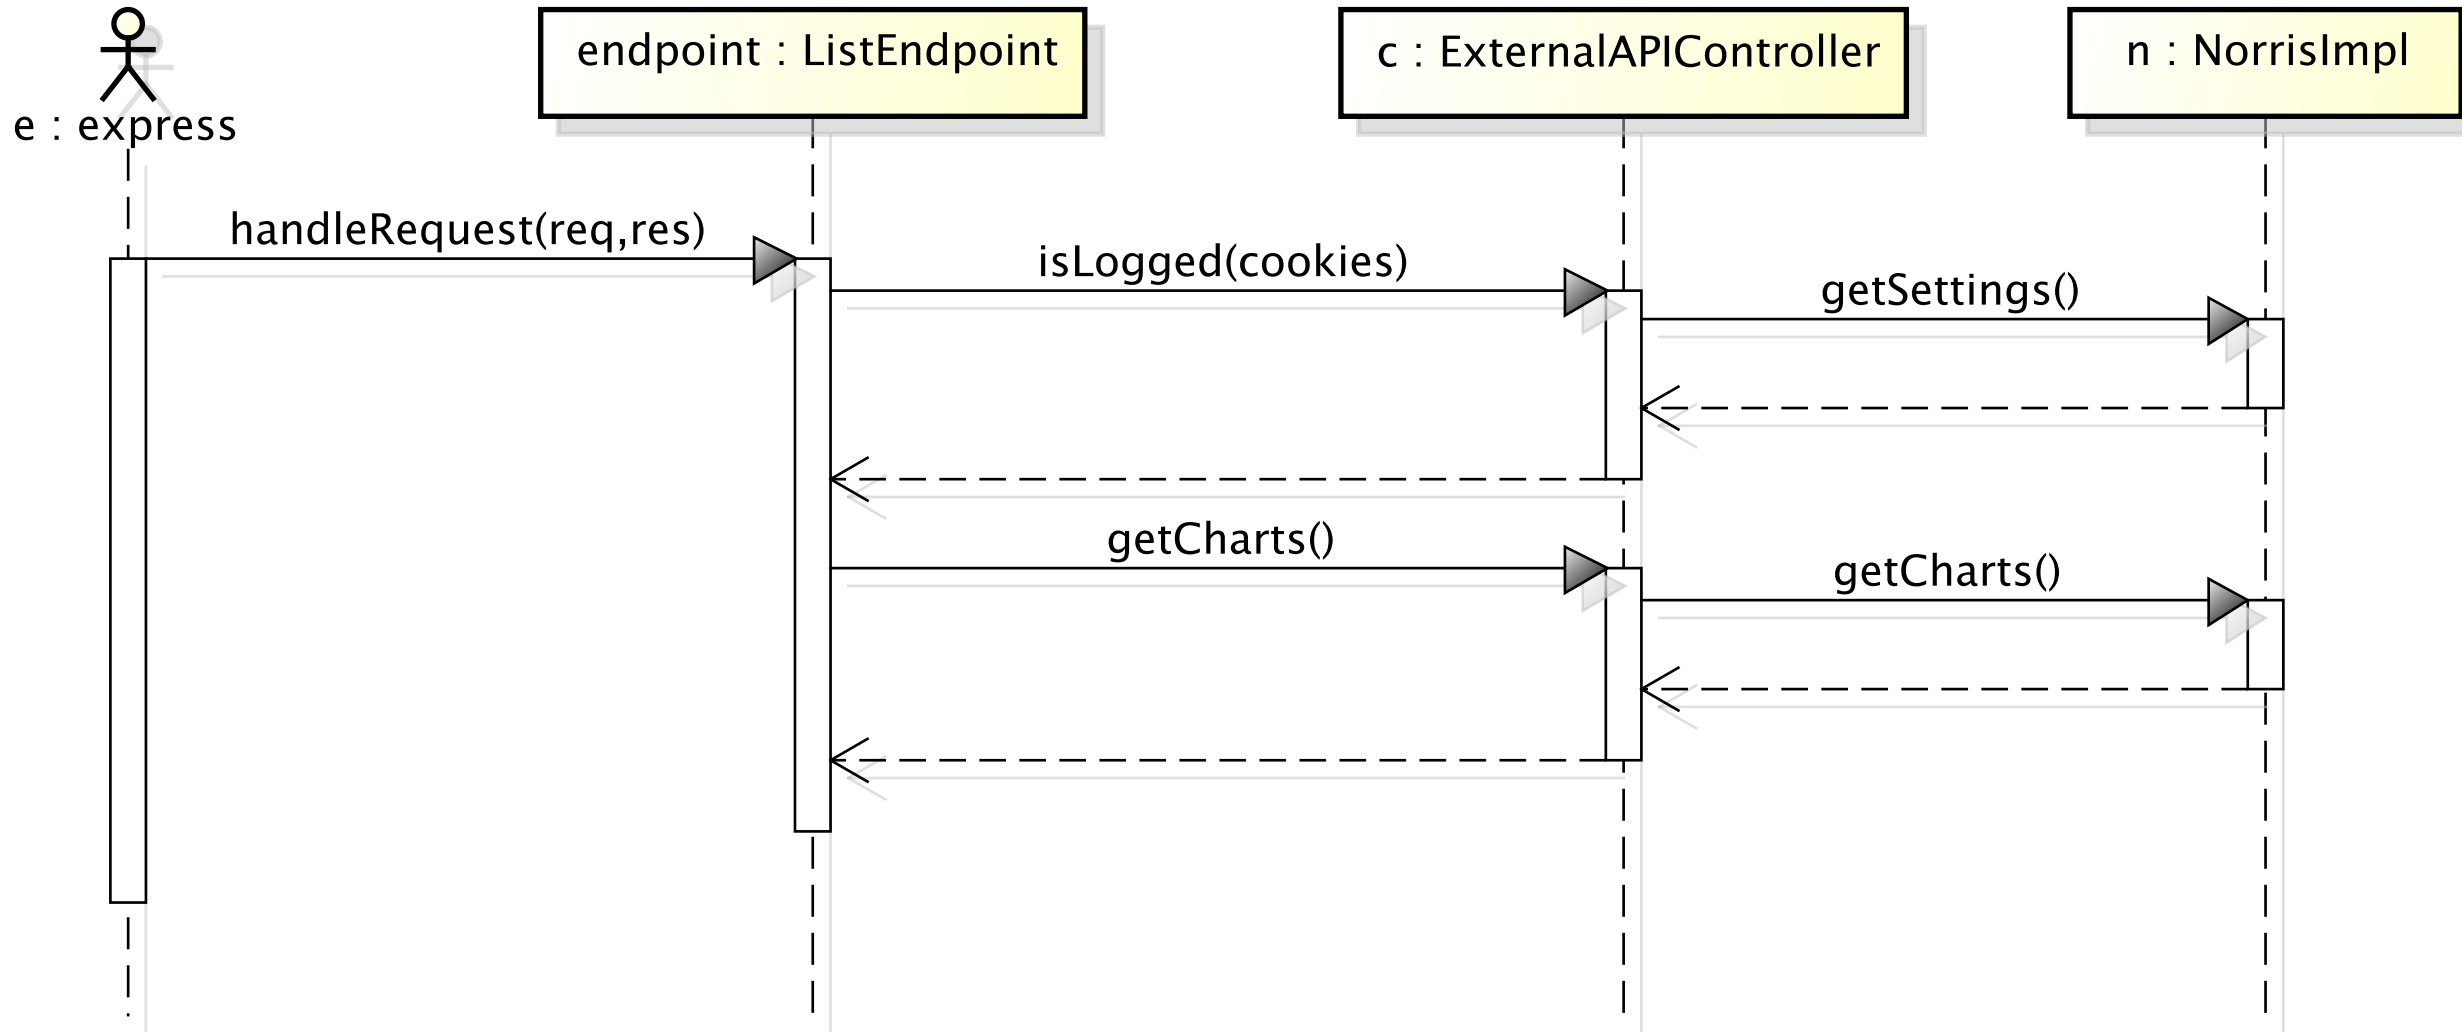 e : express
endpoint : ListEndpoint
c : ExternalAPIController
n : NorrisImpl
handleRequest(req,res)
isLogged(cookies)
getSettings()
getCharts()
getCharts()